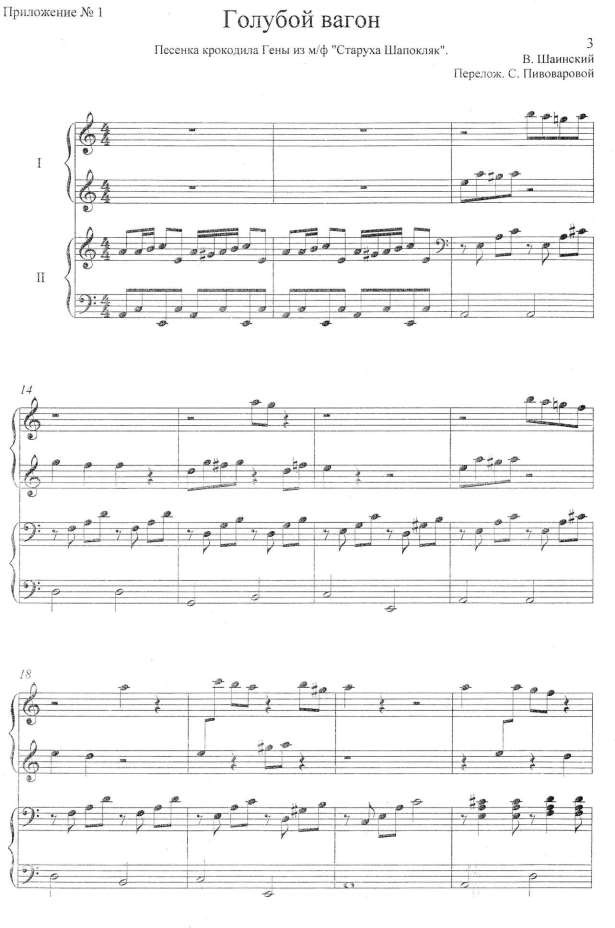 Приложение № 1
Голубой вагон
3
Песенка крокодила Гены из м/ф "Старуха Шапокляк".
В. Шаинский
Перелож. С. Пивоваровой
I
II
14
18